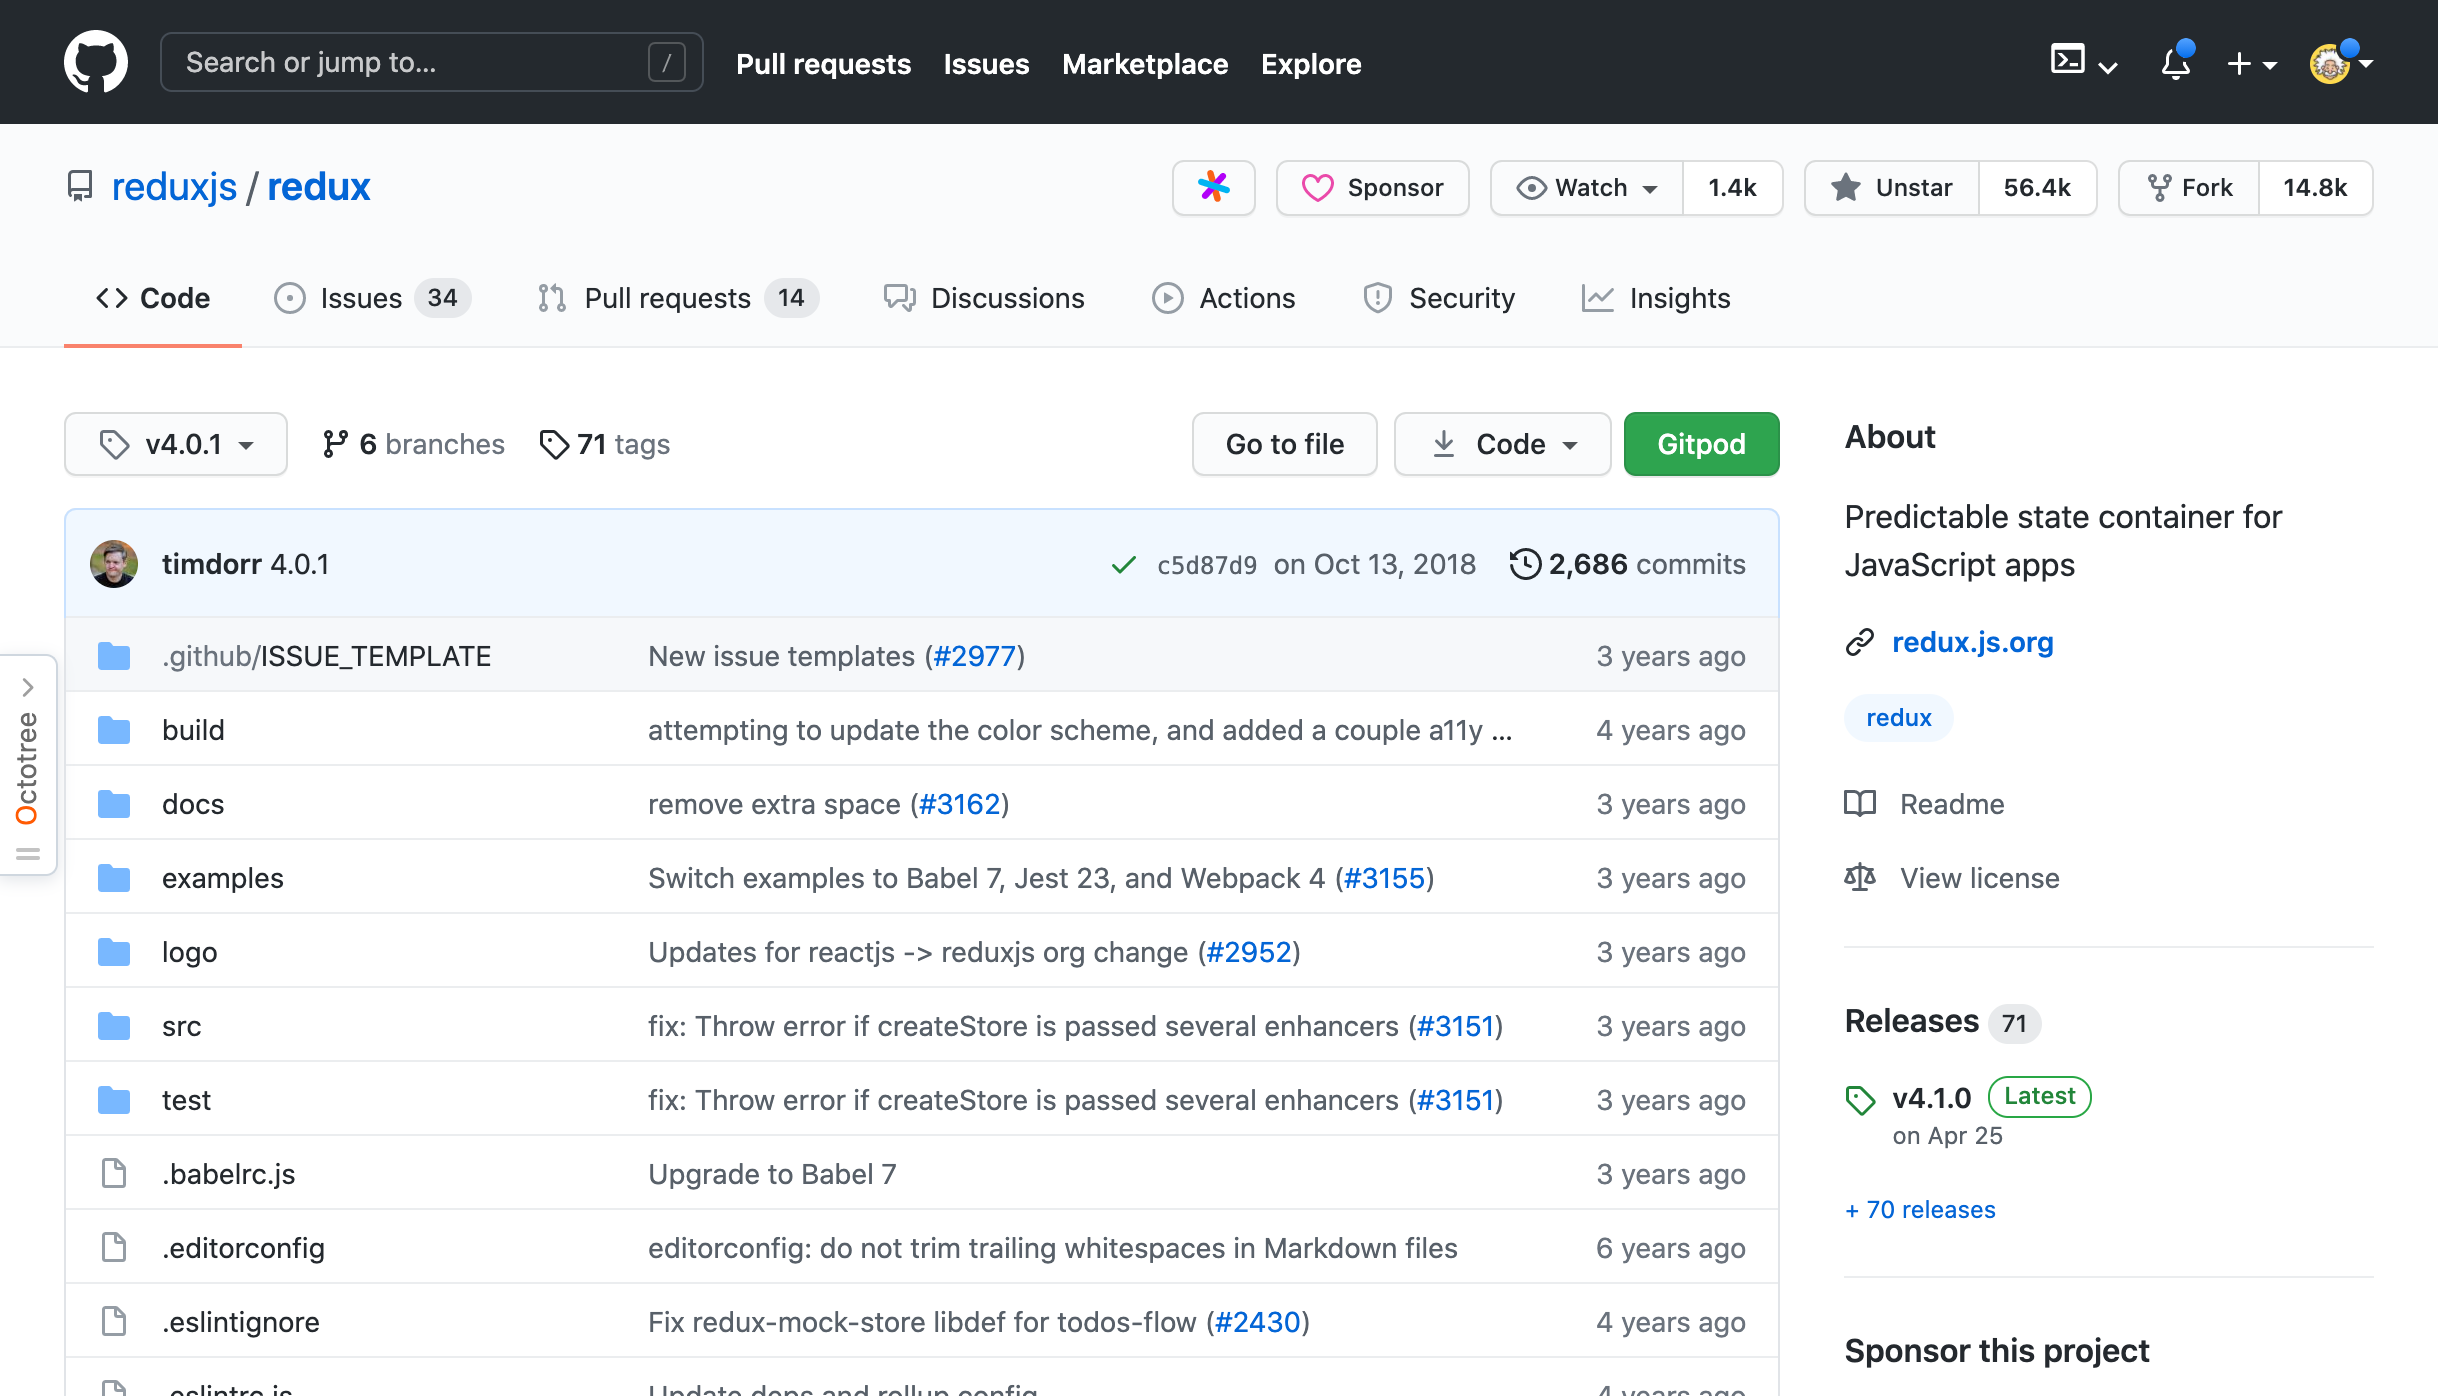 Search or jump to... /
Pull requests Issues Marketplace Explore
reduxjs / redux
Sponsor Watch 1.4k Unstar 56.4k Fork 14.8k
Code Issues 34 Pull requests 14 Discussions Actions Security Insights
v4.0.1 6 branches 71 tags Go to file Code Gitpod
timdorr 4.0.1 c5d87d9 on Oct 13, 2018 2,686 commits
.github/ISSUE_TEMPLATE New issue templates (#2977) 3 years ago
build attempting to update the color scheme, and added a couple a11y ... 4 years ago
docs remove extra space (#3162) 3 years ago
examples Switch examples to Babel 7, Jest 23, and Webpack 4 (#3155) 3 years ago
logo Updates for reactjs -> reduxjs org change (#2952) 3 years ago
src fix: Throw error if createStore is passed several enhancers (#3151) 3 years ago
test fix: Throw error if createStore is passed several enhancers (#3151) 3 years ago
.babelrc.js Upgrade to Babel 7 3 years ago
.editorconfig editorconfig: do not trim trailing whitespaces in Markdown files 6 years ago
.eslintignore Fix redux-mock-store libdef for todos-flow (#2430) 4 years ago
.eslintrc.js Update deps and rollup config 4 years ago
Octotree
About
Predictable state container for
JavaScript apps
redux.js.org
redux
Readme
View license
Releases 71
v4.1.0 Latest
on Apr 25
+ 70 releases
Sponsor this project